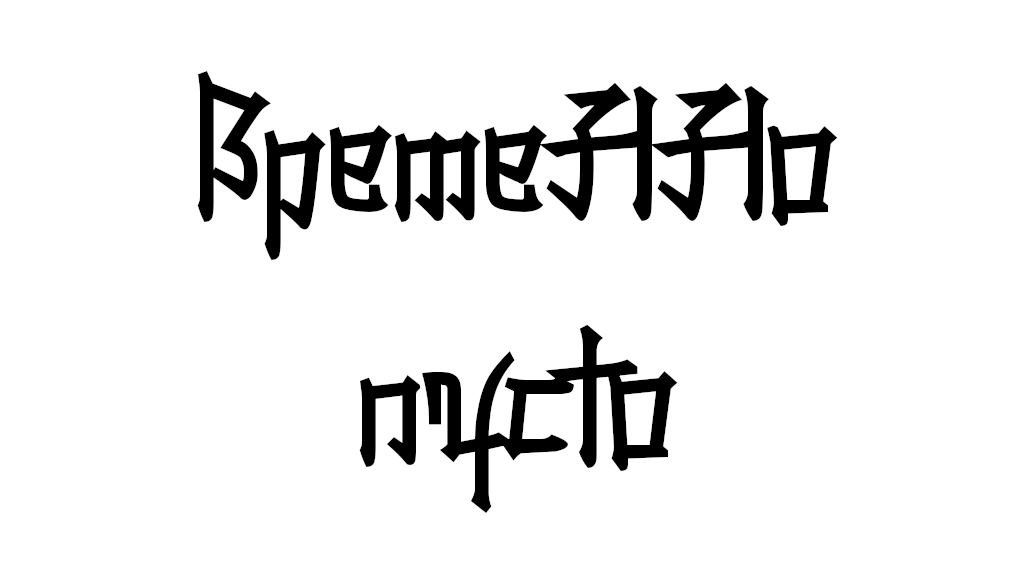 Временно
пусто